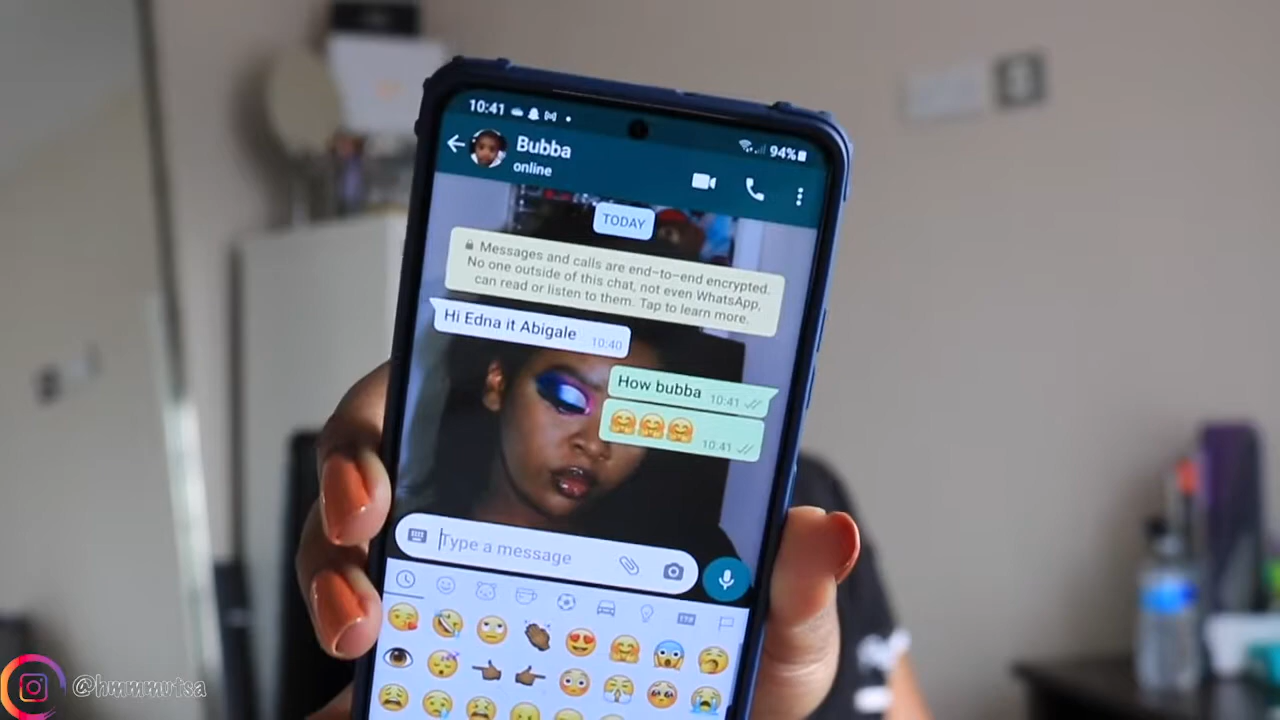 10:41
94%
Bubba
online
TODAY
Messages and calls are end-to-end encrypted.
No one outside of this chat, not even WhatsApp,
can read or listen to them. Tap to learn more.
Hi Edna it Abigale 10:40
How bubba 10:41
10:41
Type a message
@hmmmutsa